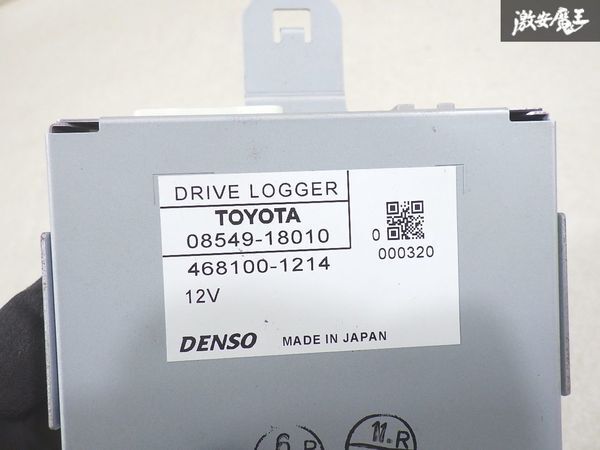 激安魔王
DRIVE LOGGER
TOYOTA
08549-18010
0
000320
468100-1214
12V
DENSO MADE IN JAPAN
6.R
11.R